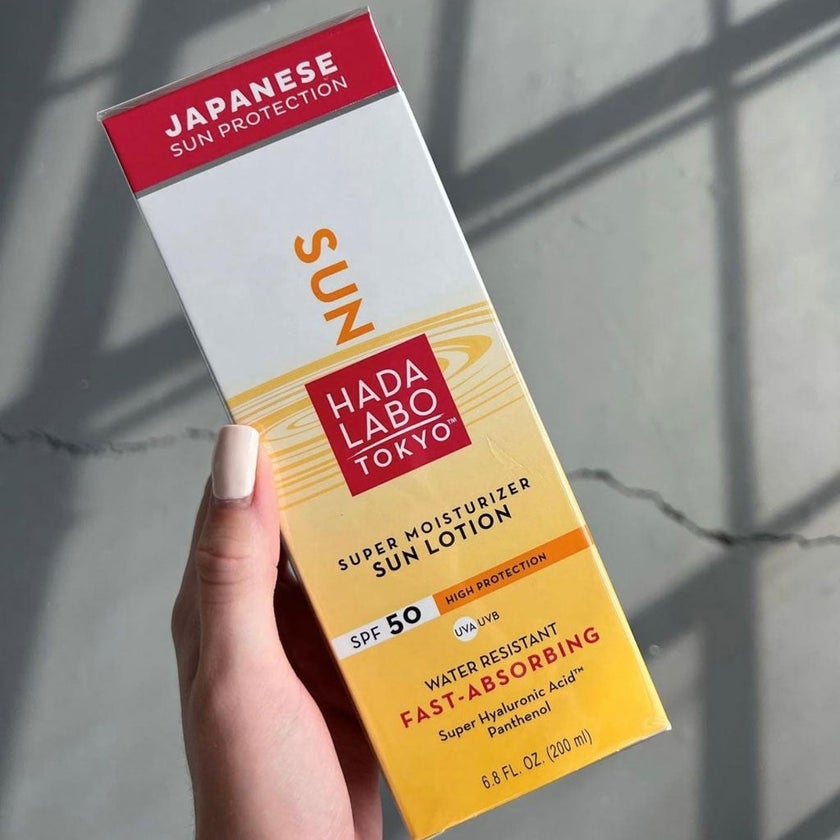 JAPANESE
SUN PROTECTION
SUN
HADA
LABO
TOKYO™
SUPER MOISTURIZER
SUN LOTION
SPF 50 HIGH PROTECTION
UVA UVB
WATER RESISTANT
FAST-ABSORBING
Super Hyaluronic Acid™
Panthenol
6.8 FL. OZ. (200 ml)